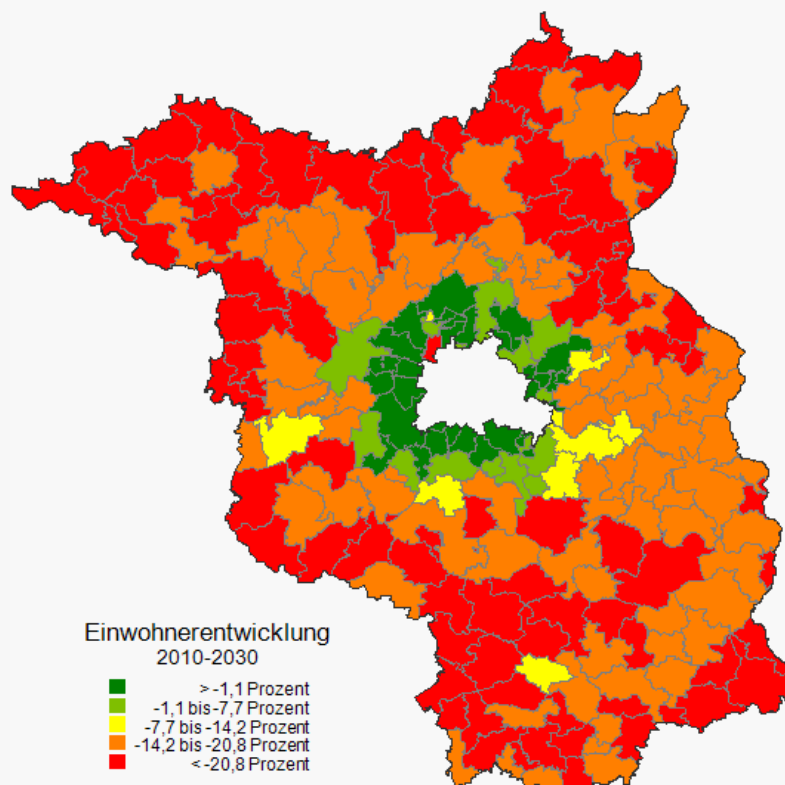 Einwohnerentwicklung
2010-2030
> -1,1 Prozent
-1,1 bis -7,7 Prozent
-7,7 bis -14,2 Prozent
-14,2 bis -20,8 Prozent
< -20,8 Prozent